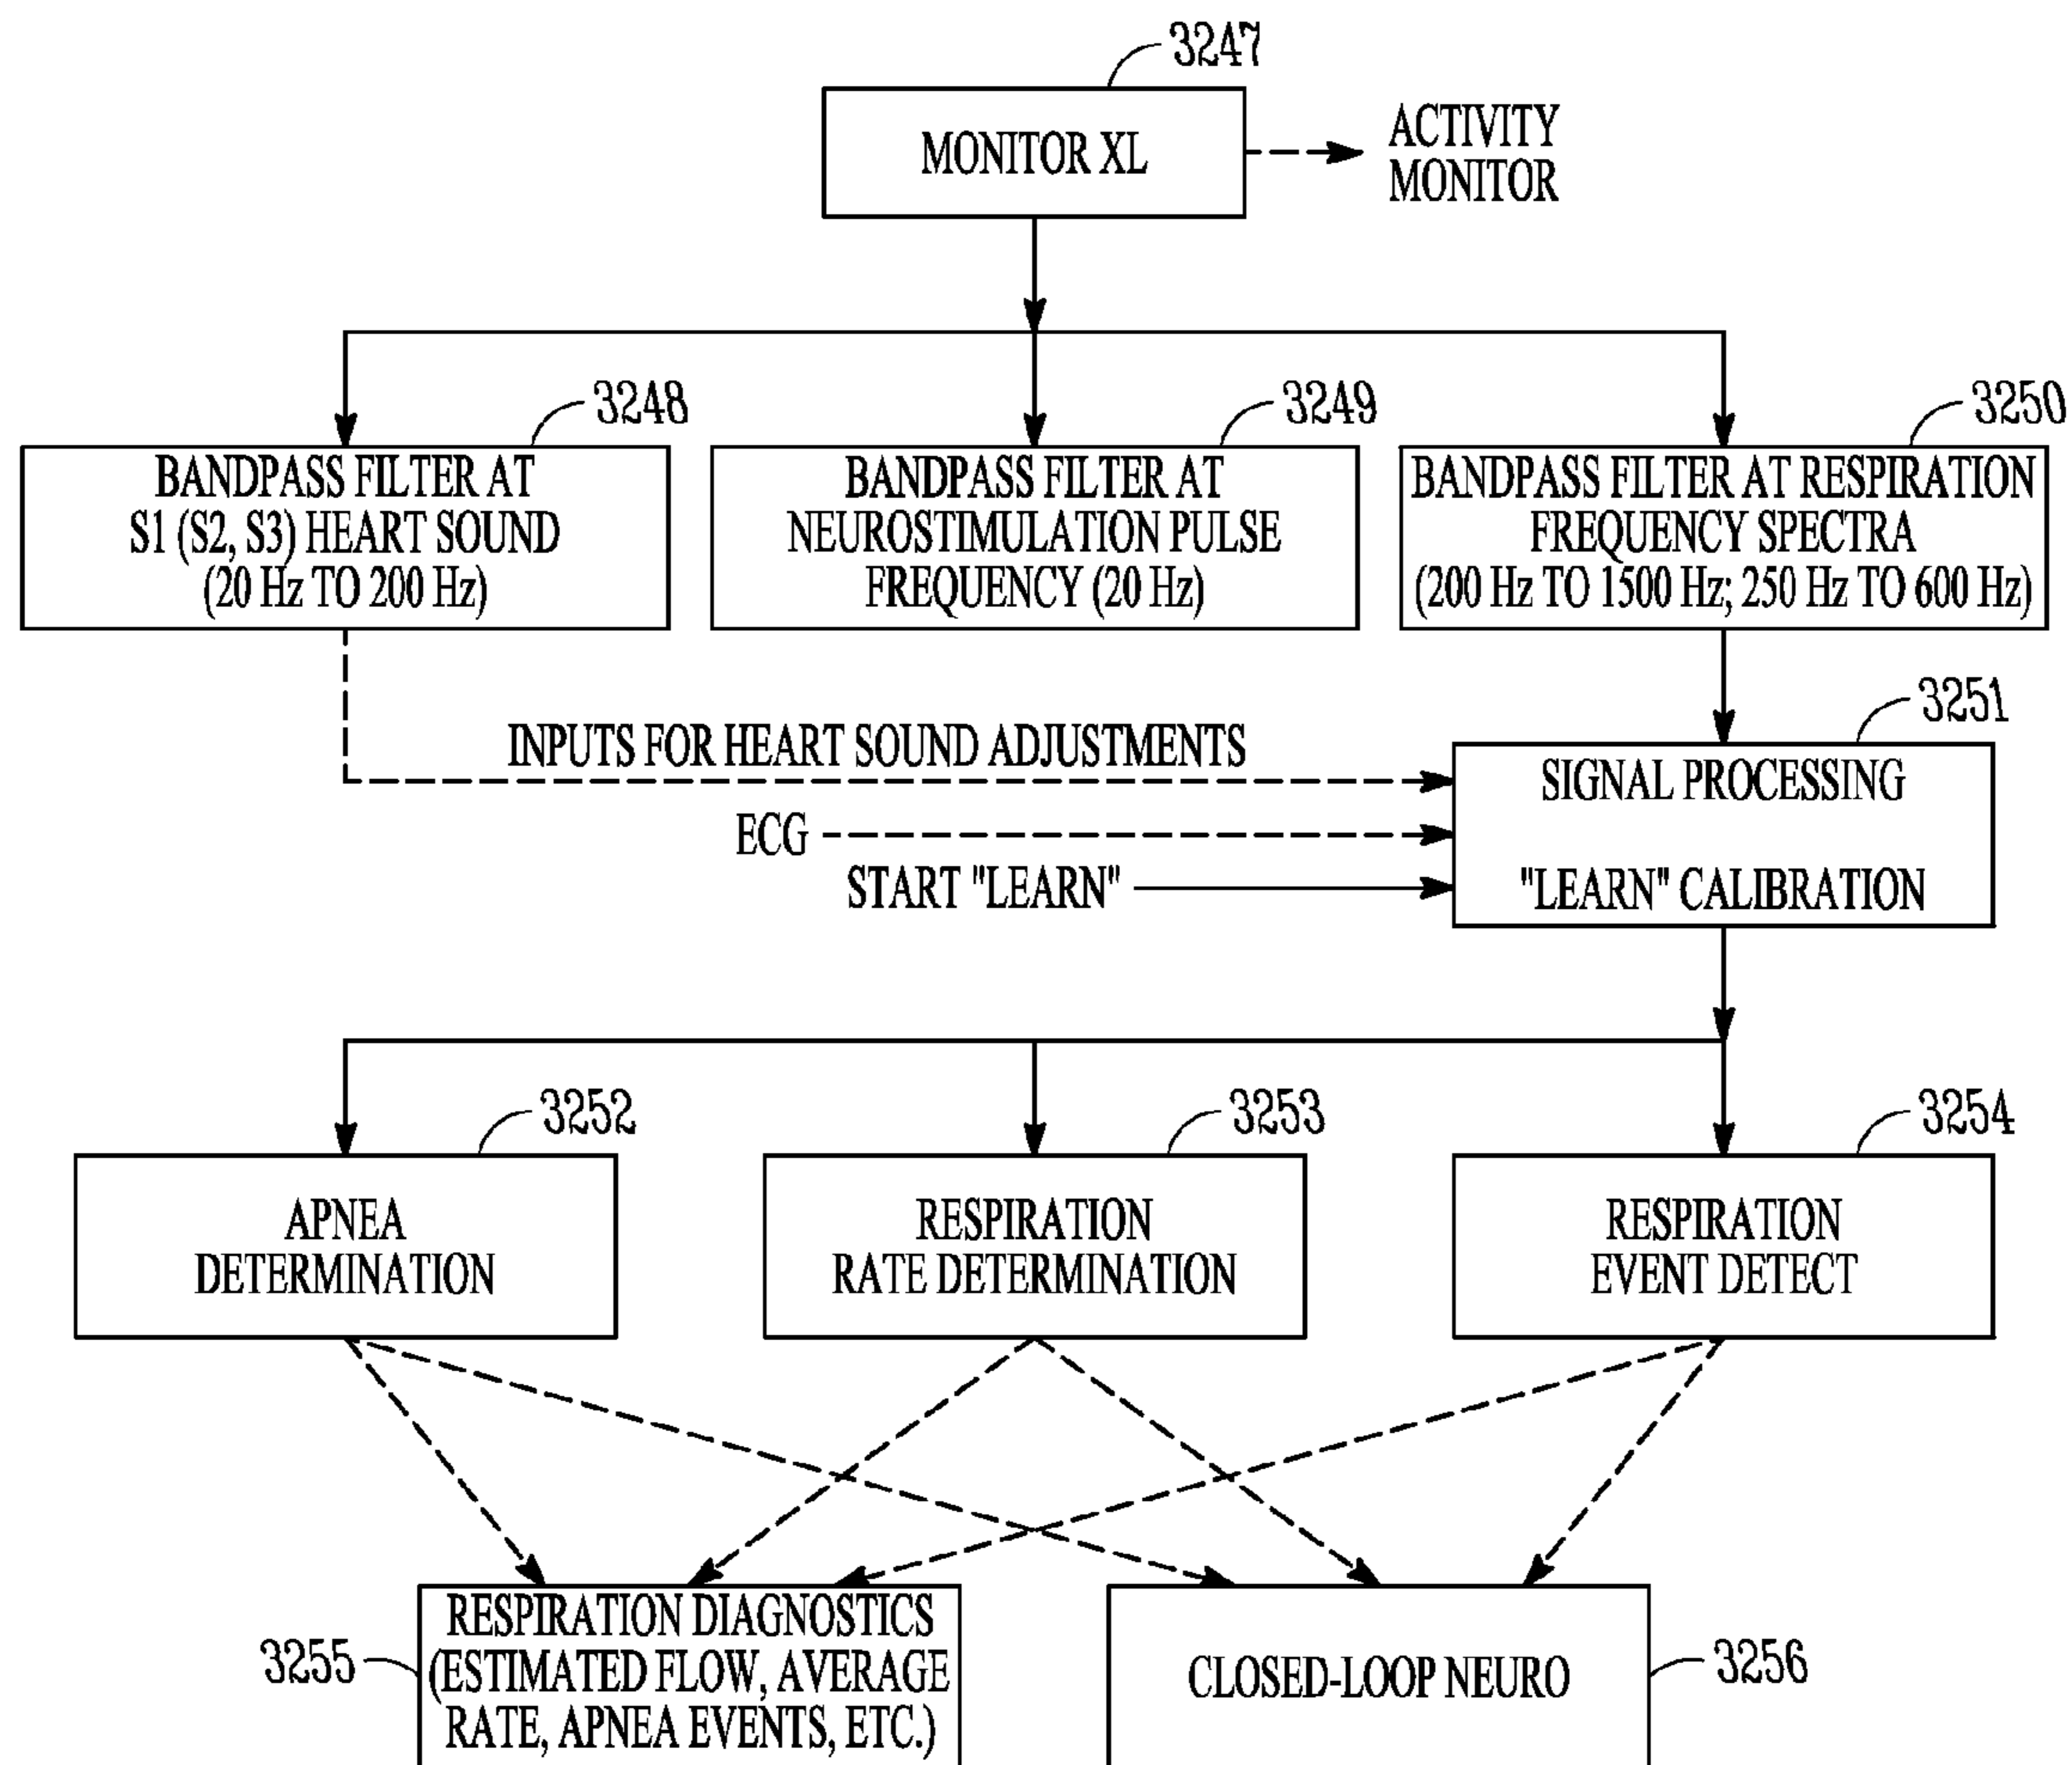 3247
MONITOR XL
ACTIVITY
MONITOR
3248
3249
3250
BANDPASS FILTER AT
S1 (S2, S3) HEART SOUND
(20 Hz TO 200 Hz)
BANDPASS FILTER AT
NEUROSTIMULATION PULSE
FREQUENCY (20 Hz)
BANDPASS FILTER AT RESPIRATION
FREQUENCY SPECTRA
(200 Hz TO 1500 Hz; 250 Hz TO 600 Hz)
3251
INPUTS FOR HEART SOUND ADJUSTMENTS
ECG
START "LEARN"
SIGNAL PROCESSING
"LEARN" CALIBRATION
3252
3253
3254
APNEA
DETERMINATION
RESPIRATION
RATE DETERMINATION
RESPIRATION
EVENT DETECT
3255
RESPIRATION DIAGNOSTICS
(ESTIMATED FLOW, AVERAGE
RATE, APNEA EVENTS, ETC.)
CLOSED-LOOP NEURO
3256